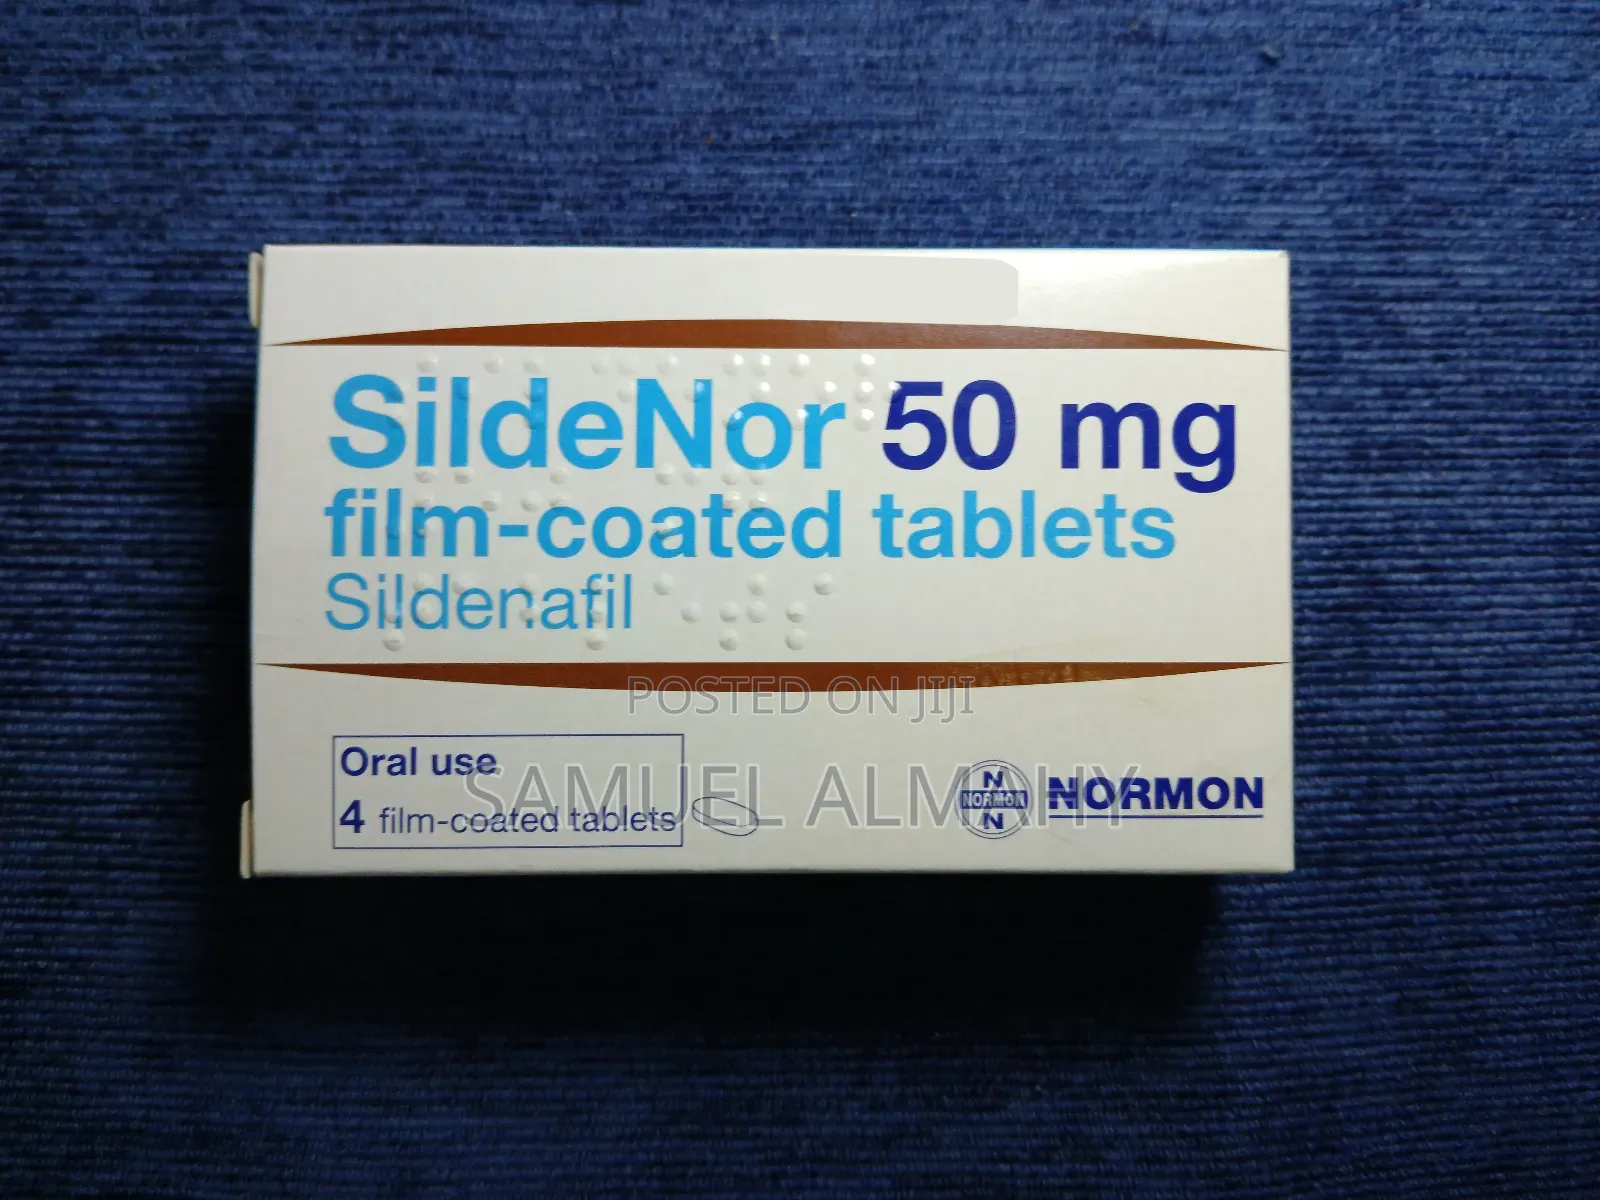 SildeNor 50 mg
film-coated tablets
Sildenafil
POSTED ON JIJI
Oral use
4 film-coated tablets
SAMUEL ALMAHY
N
NORMON
N
NORMON